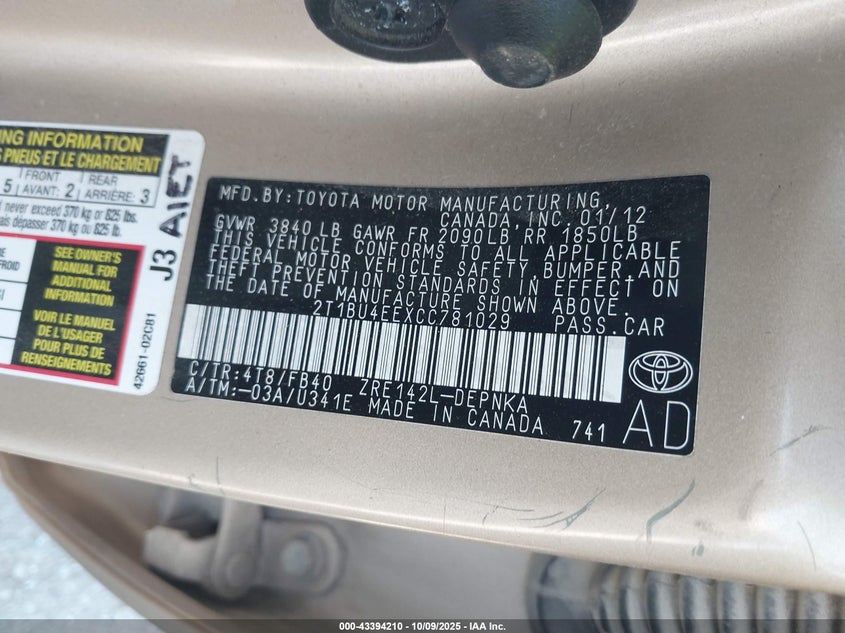 ING INFORMATION
S PNEUS ET LE CHARGEMENT
5 FRONT AVANT: 2 REAR ARRIÈRE: 3
never exceed 370 kg or 825 lbs.
ais dépasser 370 kg ou 825 lb.
SEE OWNER'S
MANUAL FOR
ADDITIONAL
INFORMATION
VOIR LE MANUEL
DE L'USAGER
POUR PLUS DE
RENSEIGNEMENTS
FROID
42661-02C81
J3 A1ET
MFD.BY:TOYOTA MOTOR MANUFACTURING,
CANADA,INC. 01/12
GVWR 3840LB GAWR FR 2090LB RR 1850LB
THIS VEHICLE CONFORMS TO ALL APPLICABLE
FEDERAL MOTOR VEHICLE SAFETY,BUMPER,AND
THEFT PREVENTION STANDARDS IN EFFECT ON
THE DATE OF MANUFACTURE SHOWN ABOVE.
2T1BU4EEXCC781029 PASS.CAR
C/TR:4T8/FB40 ZRE142L-DEPNKA
A/TM:-03A/U341E MADE IN CANADA 741
AD
000-43394210 - 10/09/2025 - IAA Inc.